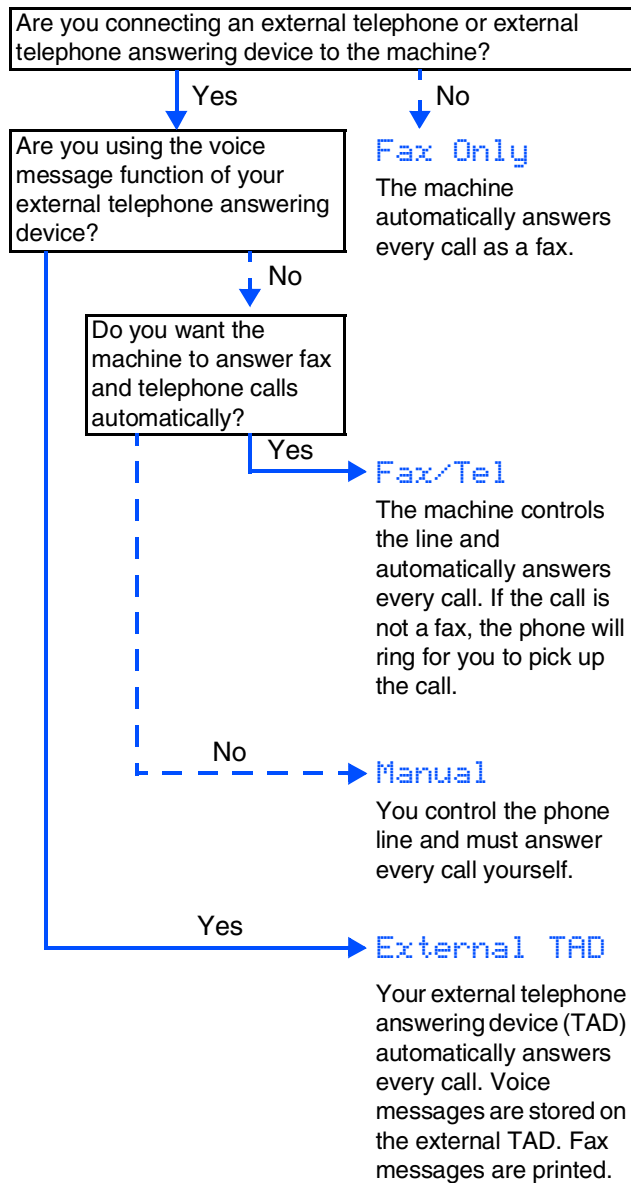 Are you connecting an external telephone or external
telephone answering device to the machine?
Yes
No
Are you using the voice
message function of your
external telephone answering
device?
Fax Only
The machine
automatically answers
every call as a fax.
No
Do you want the
machine to answer fax
and telephone calls
automatically?
Yes
Fax/Tel
The machine controls
the line and
automatically answers
every call. If the call is
not a fax, the phone will
ring for you to pick up
the call.
No
Manual
You control the phone
line and must answer
every call yourself.
Yes
External TAD
Your external telephone
answering device (TAD)
automatically answers
every call. Voice
messages are stored on
the external TAD. Fax
messages are printed.